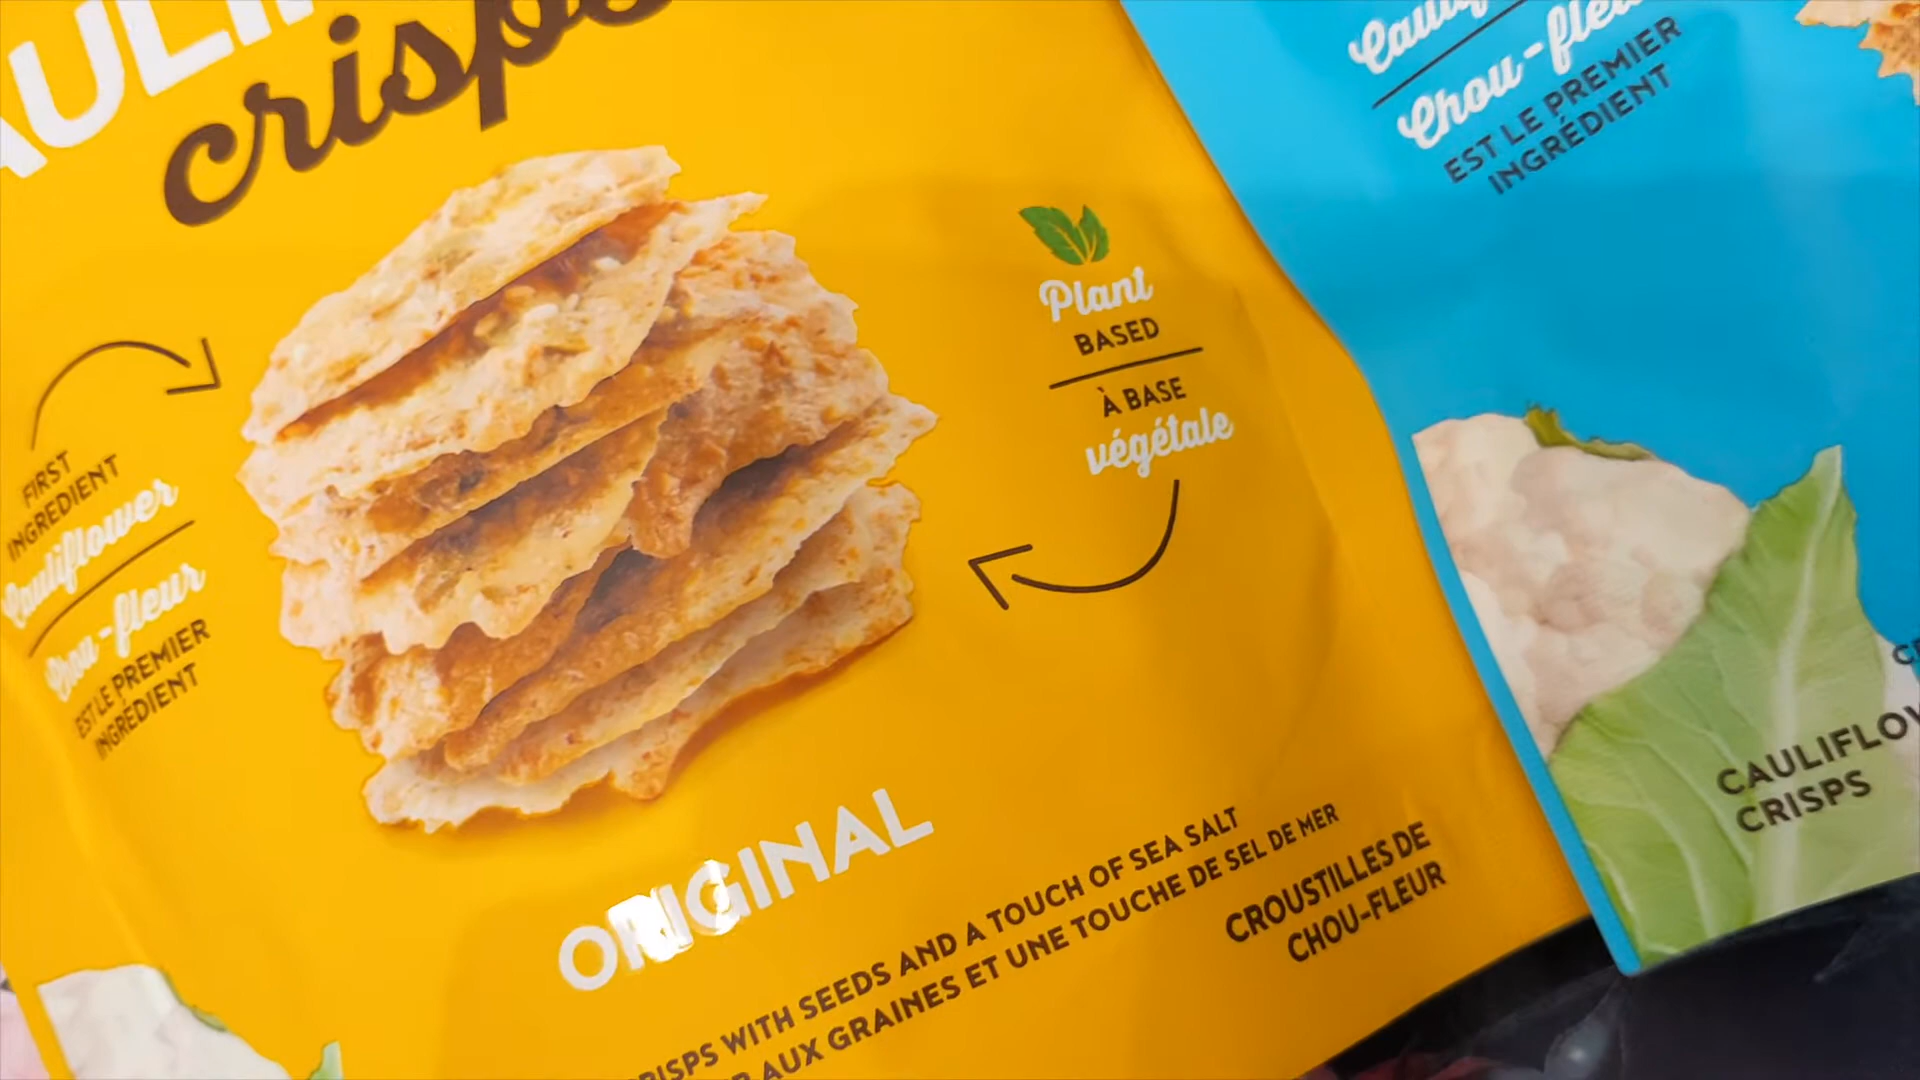 crisps
FIRST
INGREDIENT
Cauliflower
Chou-fleur
EST LE PREMIER
INGRÉDIENT
Plant
BASED
À BASE
végétale
ORIGINAL
WITH SEEDS AND A TOUCH OF SEA SALT
AUX GRAINES ET UNE TOUCHE DE SEL DE MER
CROUSTILLES DE
CHOU-FLEUR
Chou-fleur
EST LE PREMIER
INGRÉDIENT
CRISPS